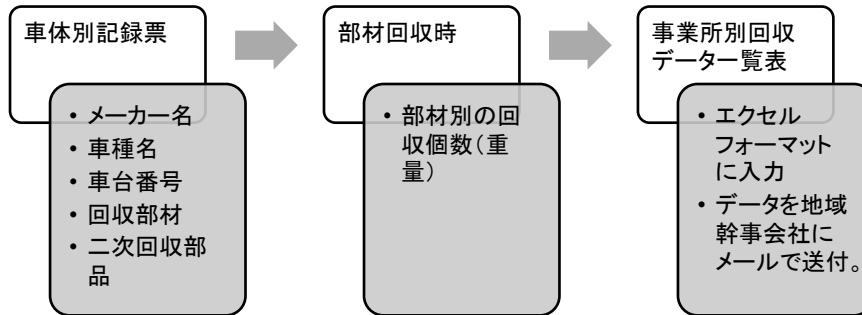 車体別記録票
・メーカー名
・車種名
・車台番号
・回収部材
・二次回収部
品
部材回収時
・部材別の回
収個数(重
量)
事業所別回収
データ一覧表
・エクセル
フォーマット
に入力
・データを地域
幹事会社に
メールで送付。